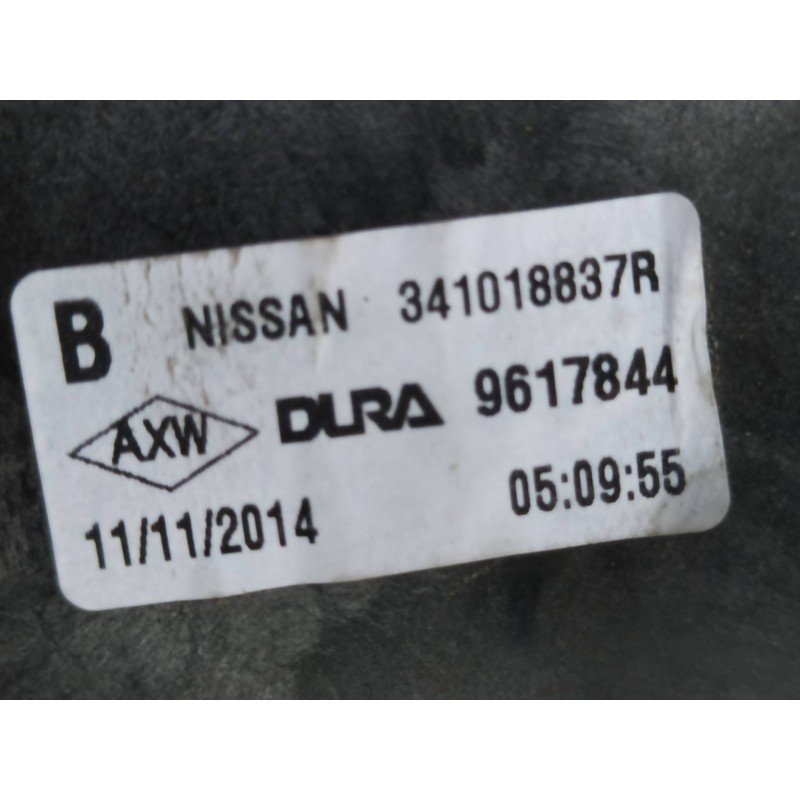 B NISSAN 341018837R
AXW DURA 9617844
11/11/2014 05:09:55